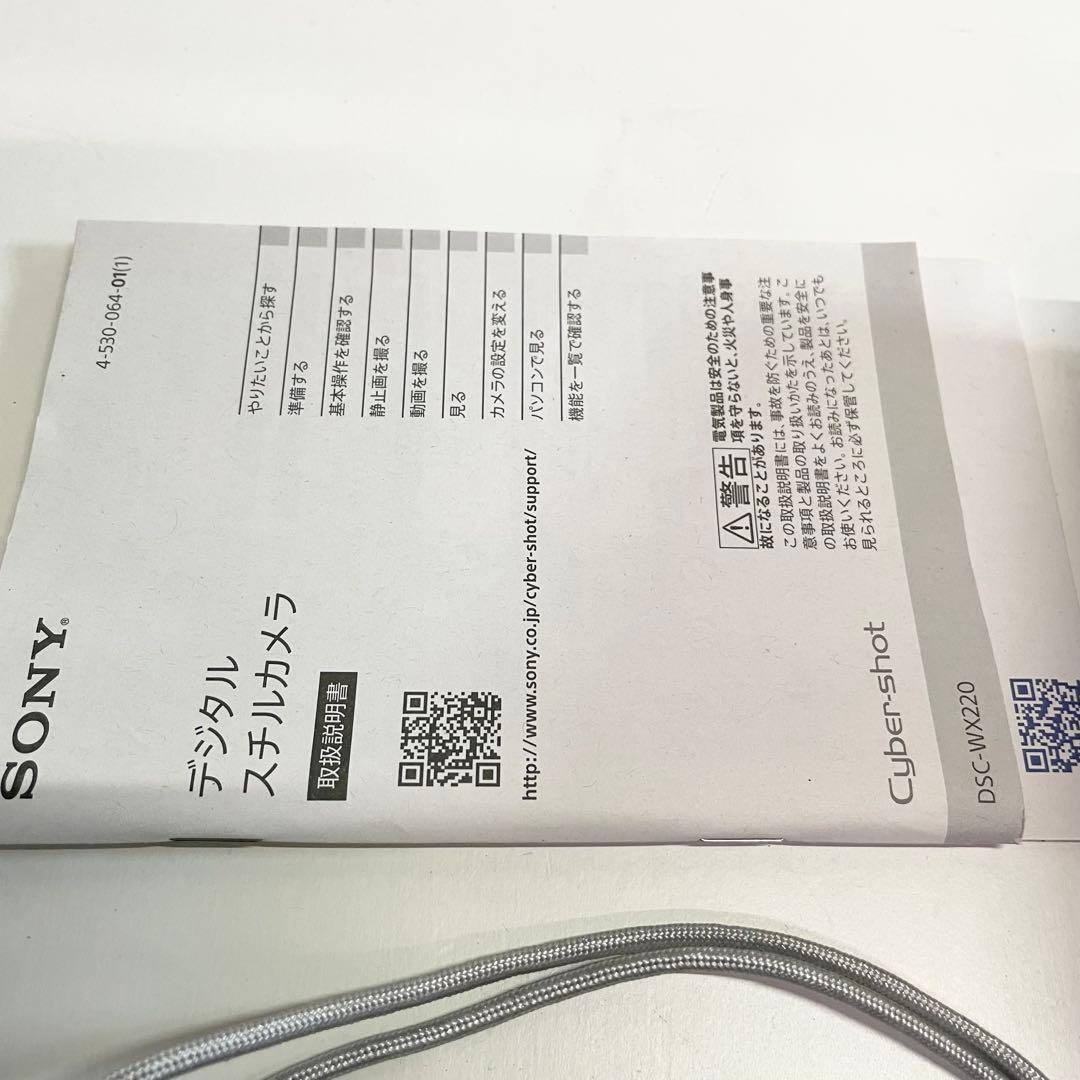 4-530-064-01(1)
SONY®
デジタル
スチルカメラ
取扱説明書
http://www.sony.co.jp/cyber-shot/support/
やりたいことから探す
準備する
基本操作を確認する
静止画を撮る
動画を撮る
見る
カメラの設定を変える
パソコンで見る
機能を一覧で確認する
警告
電気製品は安全のための注意事
項を守らないと、火災や人身事
故になることがあります。
この取扱説明書には、事故を防ぐための重要な注
意事項と製品の取り扱いかたを示しています。こ
の取扱説明書をよくお読みのうえ、製品を安全に
お使いください。お読みになったあとは、いつでも
見られるところに必ず保管してください。
Cyber-shot
DSC-WX220